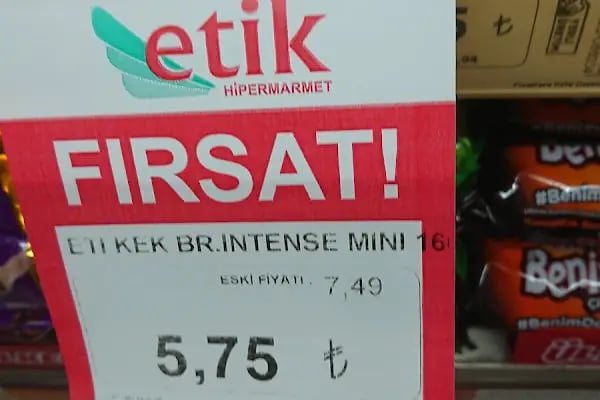 etik
HİPERMARMET
FIRSAT!
ETİ KEK BR.INTENSE MINI 16
ESKİ FİYATI . 7,49
5,75 ₺
₺
#Benim
Benim
#BenimO